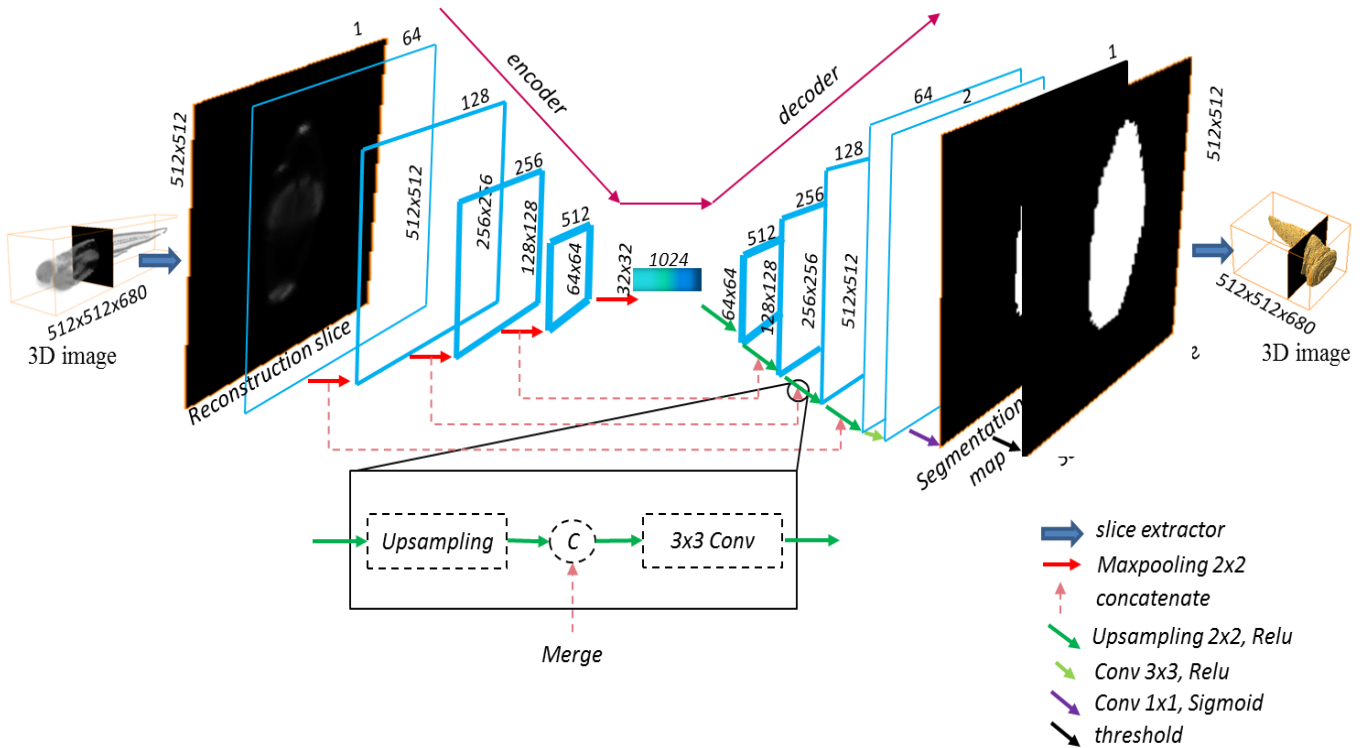 1
64
512x512
128
512x512
256
256x256
512
128x128
64x64
32x32
1024
encoder
decoder
512x512x680
3D image
Reconstruction slice
512
64x64
256
128x128
128
256x256
64
512x512
2
1
512x512
512x512x680
3D image
Segmentation
map
Upsampling
C
3x3 Conv
Merge
slice extractor
Maxpooling 2x2
concatenate
Upsampling 2x2, Relu
Conv 3x3, Relu
Conv 1x1, Sigmoid
threshold